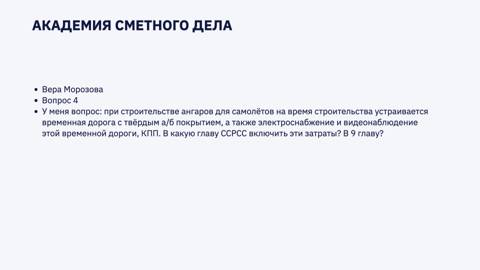 АКАДЕМИЯ СМЕТНОГО ДЕЛА
• Вера Морозова
• Вопрос 4
• У меня вопрос: при строительстве ангаров для самолётов на время строительства устраивается
временная дорога с твёрдым а/б покрытием, а также электроснабжение и видеонаблюдение
этой временной дороги, КПП. В какую главу ССРСС включить эти затраты? В 9 главу?